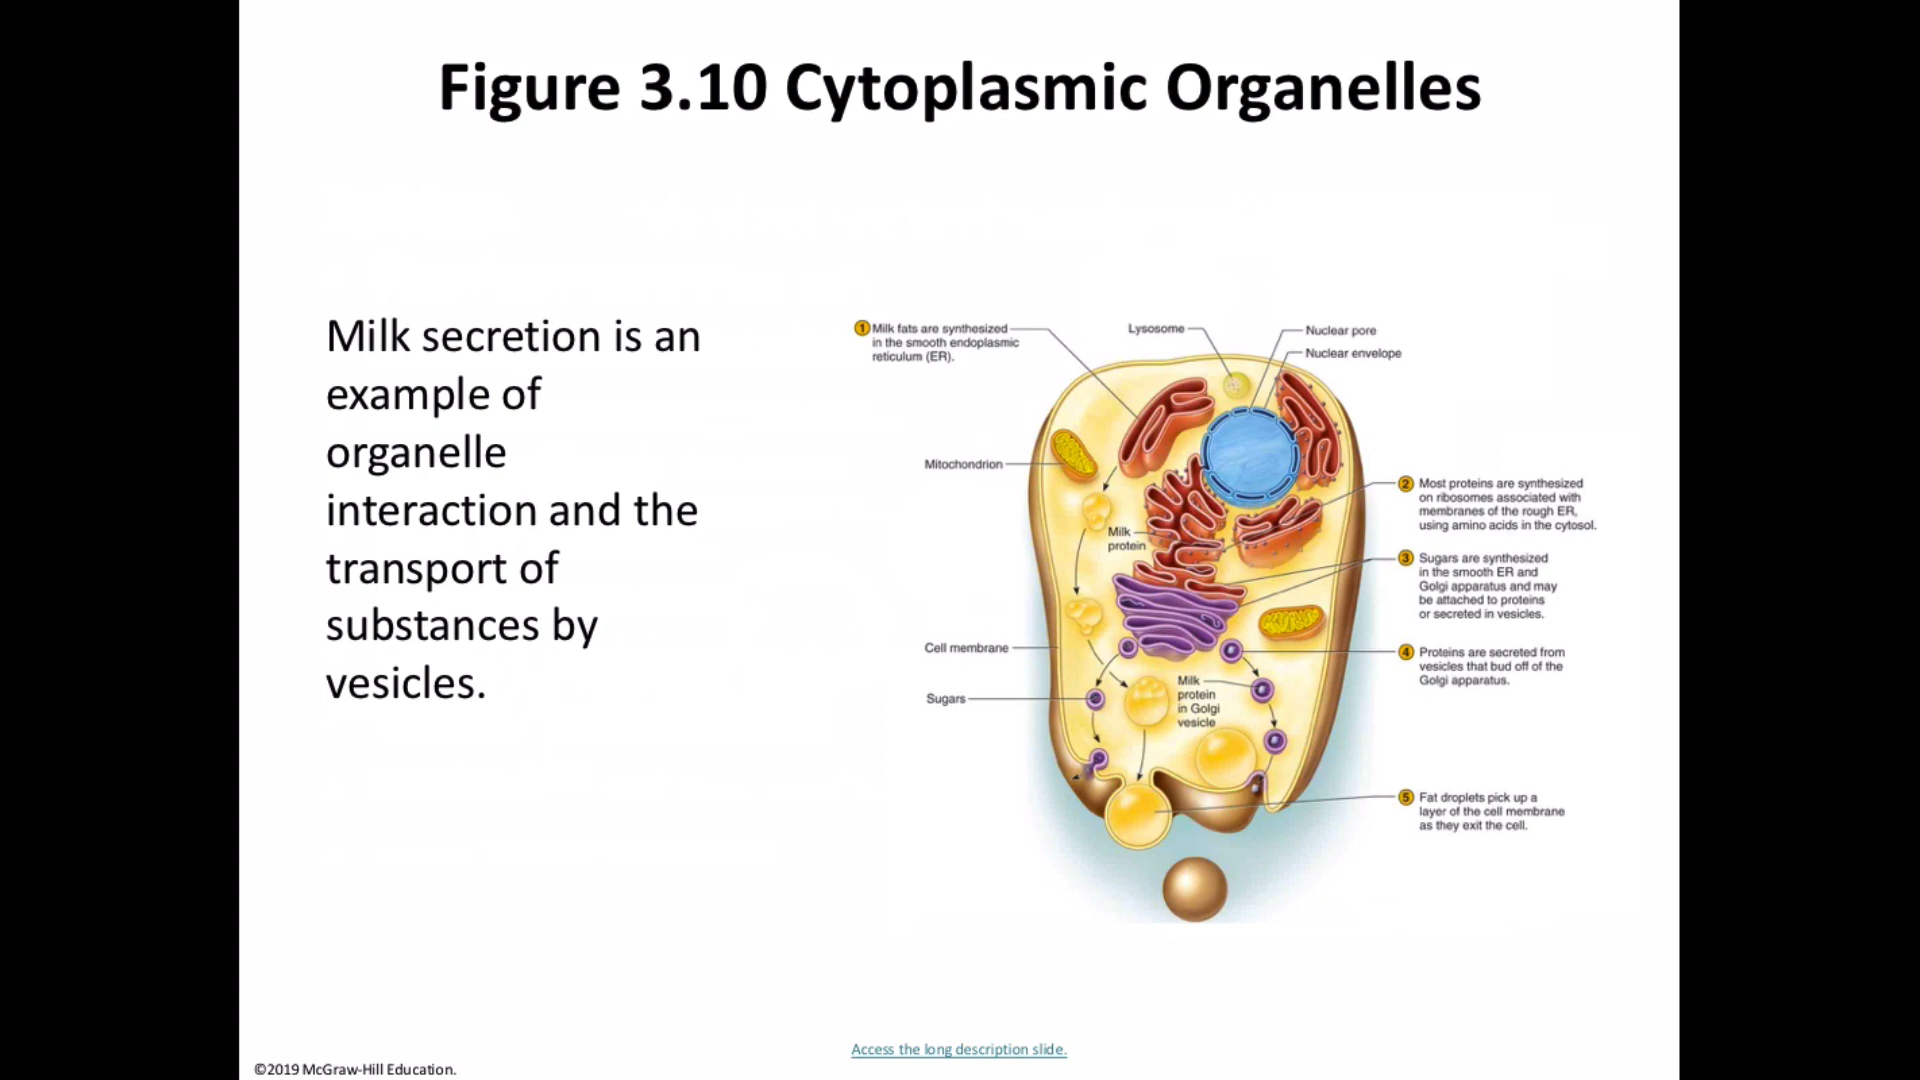 Figure 3.10 Cytoplasmic Organelles
Milk secretion is an
example of
organelle
interaction and the
transport of
substances by
vesicles.
1 Milk fats are synthesized
in the smooth endoplasmic
reticulum (ER).
Lysosome
Nuclear pore
Nuclear envelope
Mitochondrion
2 Most proteins are synthesized
on ribosomes associated with
membranes of the rough ER,
using amino acids in the cytosol.
Milk
protein
3 Sugars are synthesized
in the smooth ER and
Golgi apparatus and may
be attached to proteins
or secreted in vesicles.
Cell membrane
4 Proteins are secreted from
vesicles that bud off of the
Golgi apparatus.
Sugars
Milk
protein
in Golgi
vesicle
5 Fat droplets pick up a
layer of the cell membrane
as they exit the cell.
Access the long description slide.
©2019 McGraw-Hill Education.